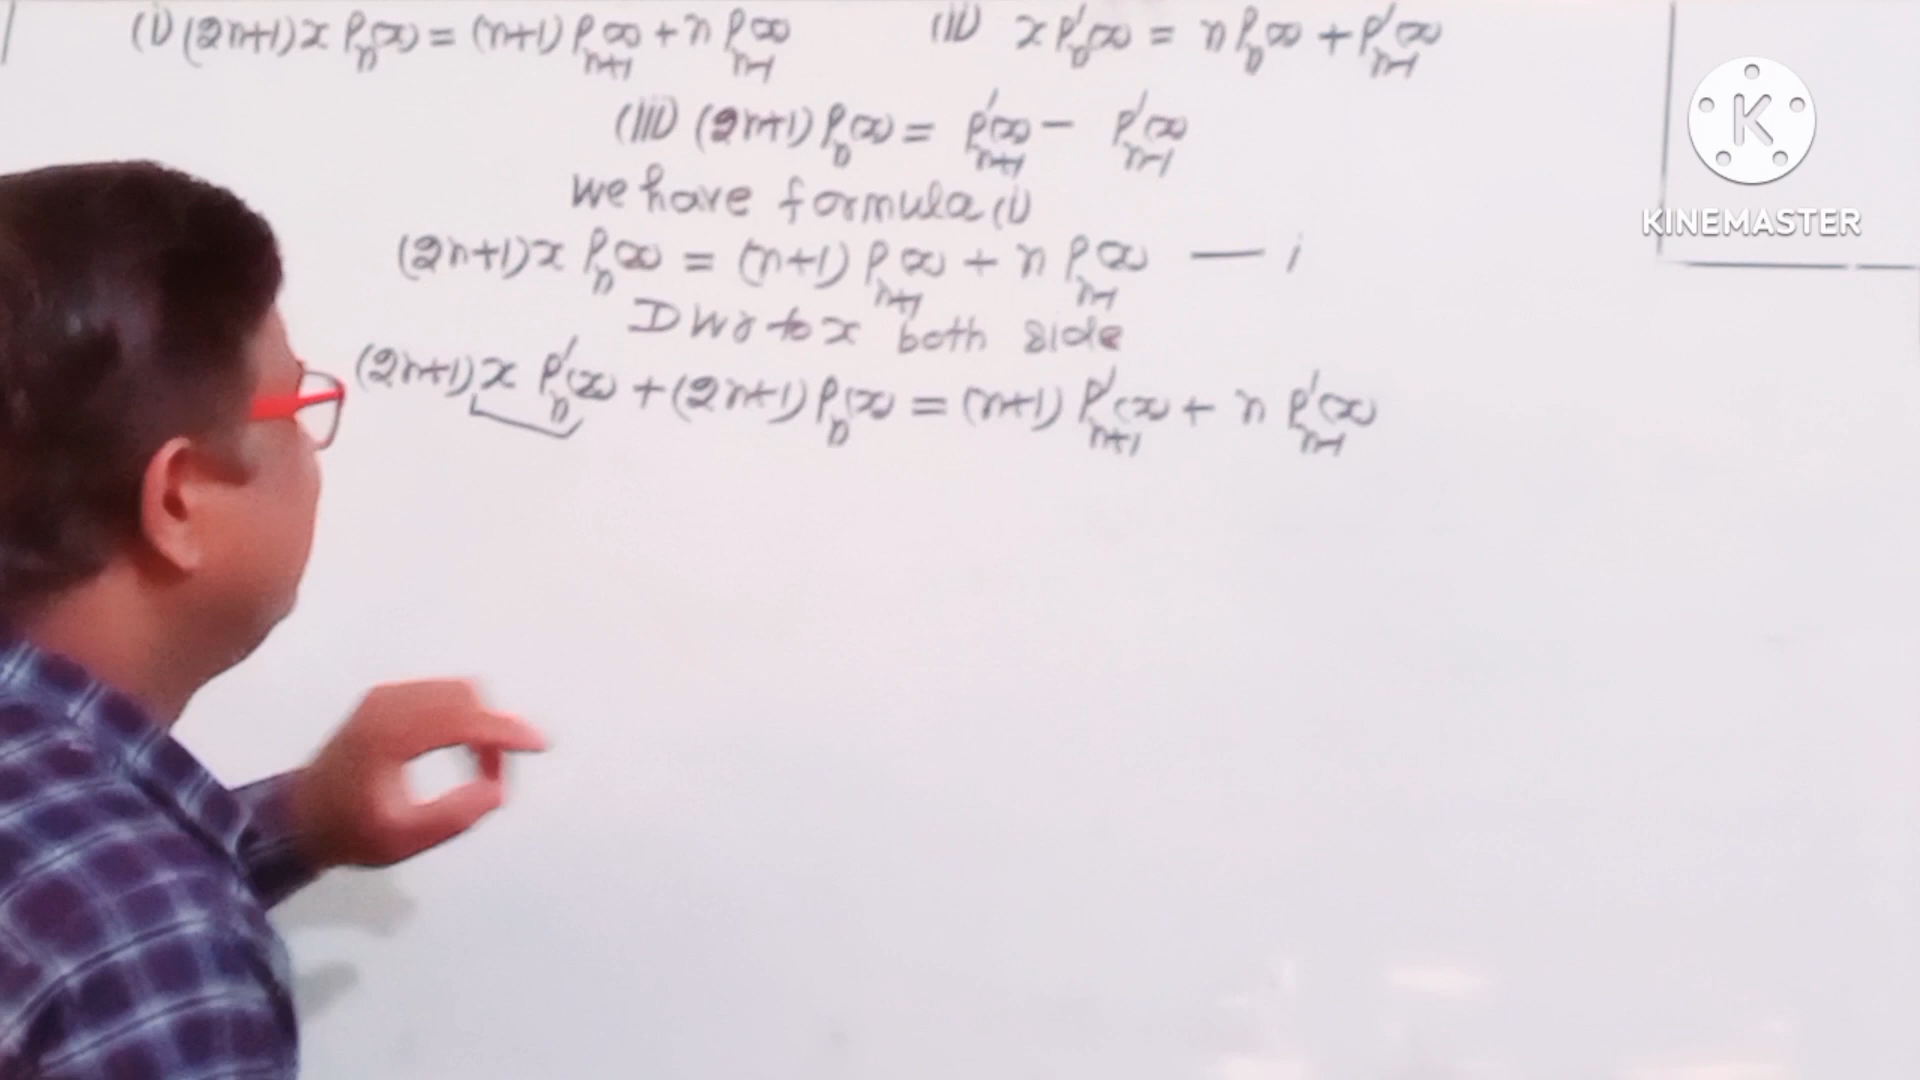 (i) (2n+1) x Pₙ(x) = (n+1) Pₙ₊₁(x) + n Pₙ₋₁(x) (ii) x P'ₙ(x) = n Pₙ(x) + P'ₙ₋₁(x)
(iii) (2n+1) Pₙ(x) = P'ₙ₊₁(x) - P'ₙ₋₁(x)
We have formula (i)
(2n+1) x Pₙ(x) = (n+1) Pₙ₊₁(x) + n Pₙ₋₁(x) — i
D w r to x both side
(2n+1) x P'ₙ(x) + (2n+1) Pₙ(x) = (n+1) P'ₙ₊₁(x) + n P'ₙ₋₁(x)
K
KINEMASTER